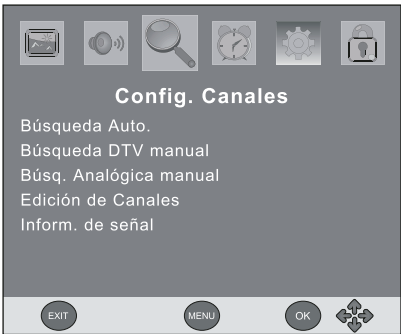 Config. Canales
Búsqueda Auto.
Búsqueda DTV manual
Búsq. Analógica manual
Edición de Canales
Inform. de señal
EXIT MENU OK